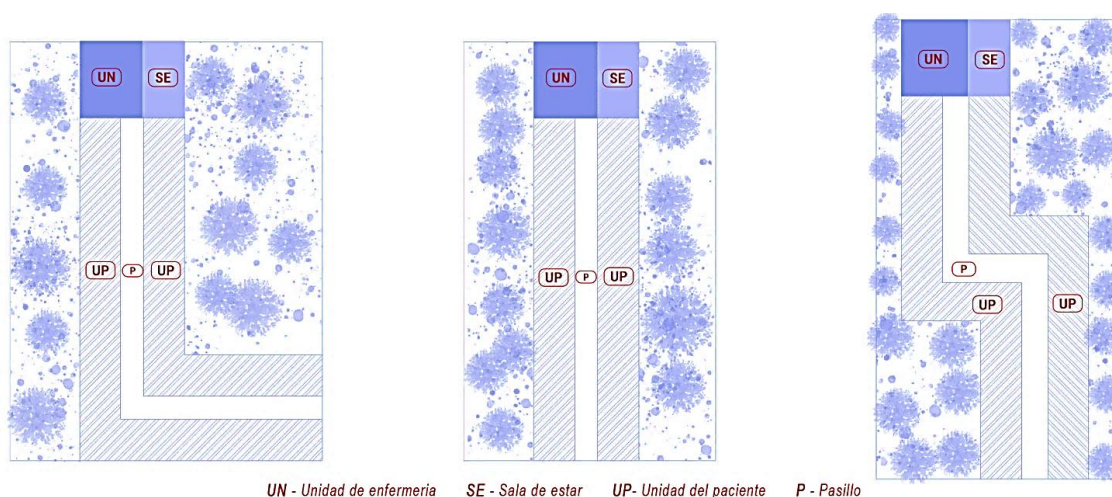 UN SE
UP P UP
UN SE
UP P UP
UN SE
P
UP UP
UN - Unidad de enfermeria SE - Sala de estar UP- Unidad del paciente P - Pasillo